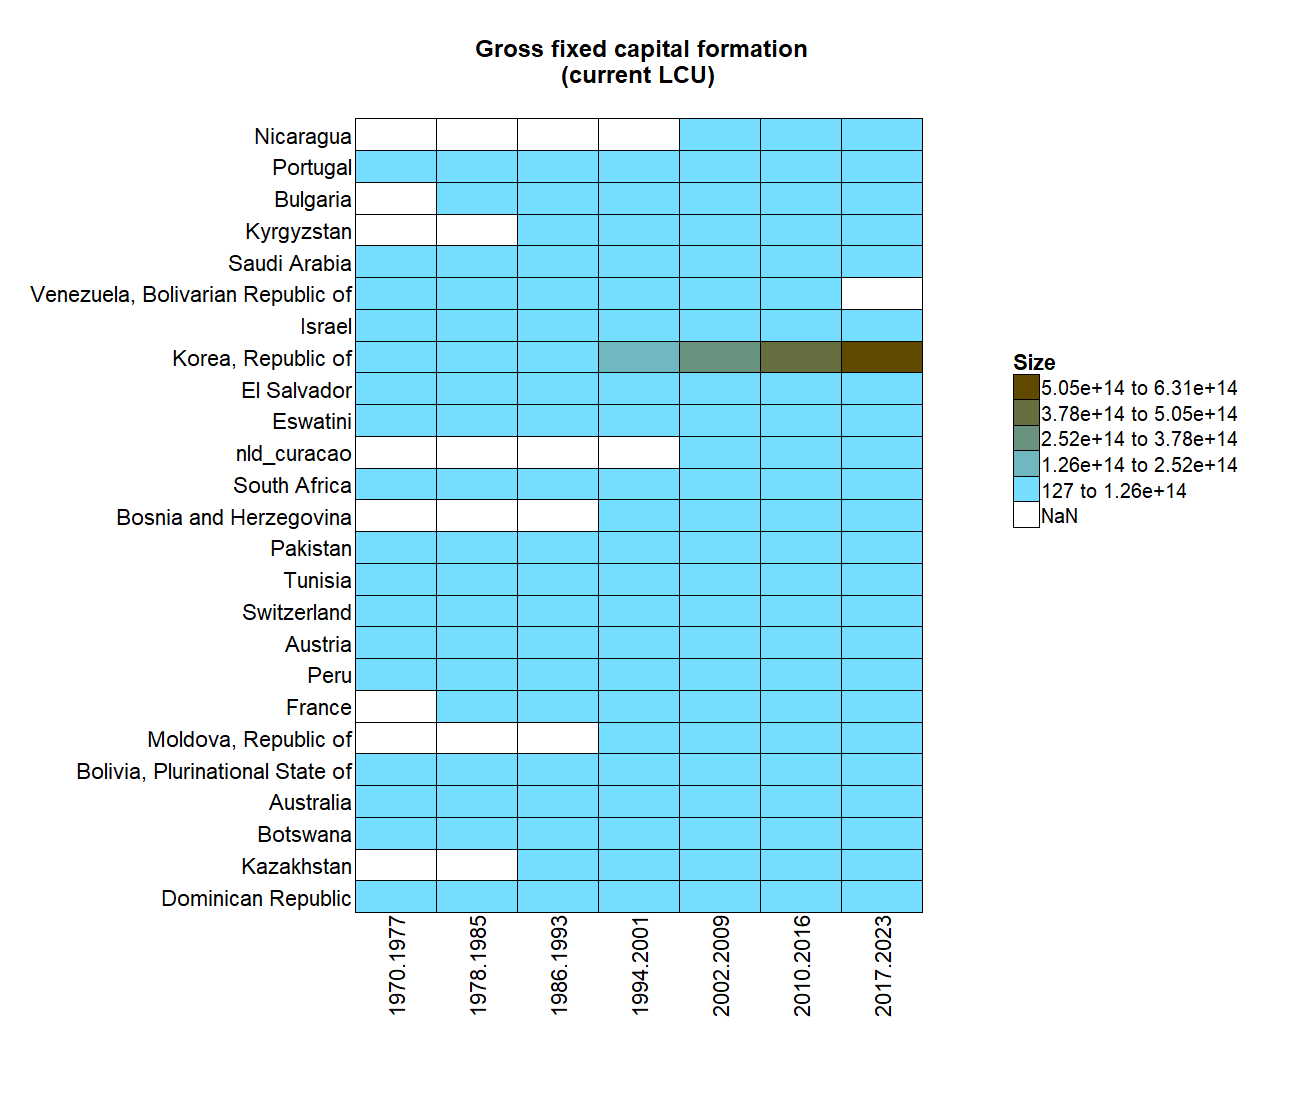 Gross fixed capital formation
(current LCU)
Nicaragua
Portugal
Bulgaria
Kyrgyzstan
Saudi Arabia
Venezuela, Bolivarian Republic of
Israel
Korea, Republic of
El Salvador
Eswatini
nld_curacao
South Africa
Bosnia and Herzegovina
Pakistan
Tunisia
Switzerland
Austria
Peru
France
Moldova, Republic of
Bolivia, Plurinational State of
Australia
Botswana
Kazakhstan
Dominican Republic
1970.1977
1978.1985
1986.1993
1994.2001
2002.2009
2010.2016
2017.2023
Size
5.05e+14 to 6.31e+14
3.78e+14 to 5.05e+14
2.52e+14 to 3.78e+14
1.26e+14 to 2.52e+14
127 to 1.26e+14
NaN